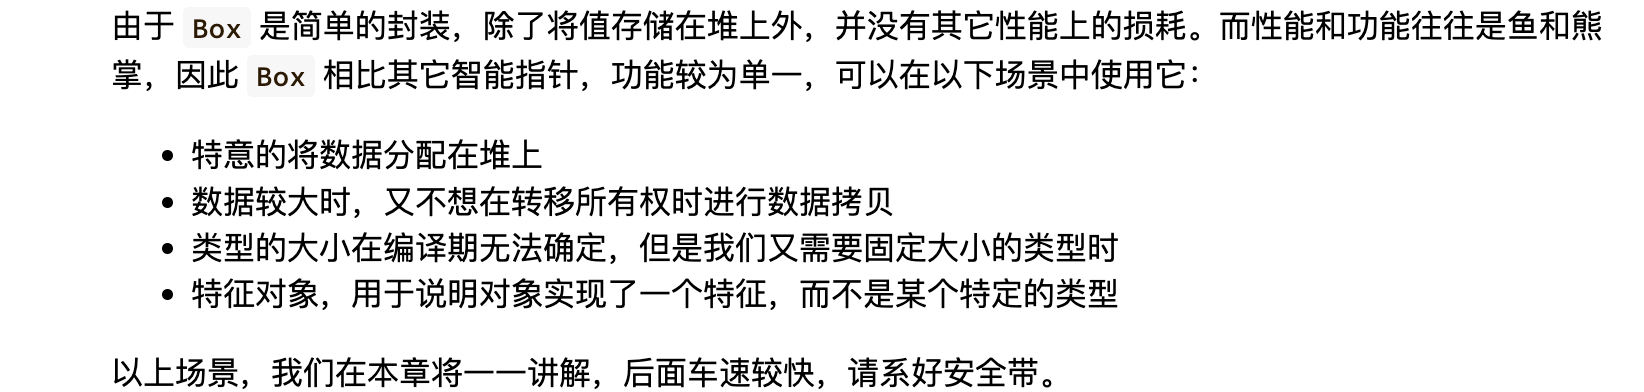 由于 Box 是简单的封装，除了将值存储在堆上外，并没有其它性能上的损耗。而性能和功能往往是鱼和熊
掌，因此 Box 相比其它智能指针，功能较为单一，可以在以下场景中使用它：
• 特意的将数据分配在堆上
• 数据较大时，又不想在转移所有权时进行数据拷贝
• 类型的大小在编译期无法确定，但是我们又需要固定大小的类型时
• 特征对象，用于说明对象实现了一个特征，而不是某个特定的类型
以上场景，我们在本章将一一讲解，后面车速较快，请系好安全带。